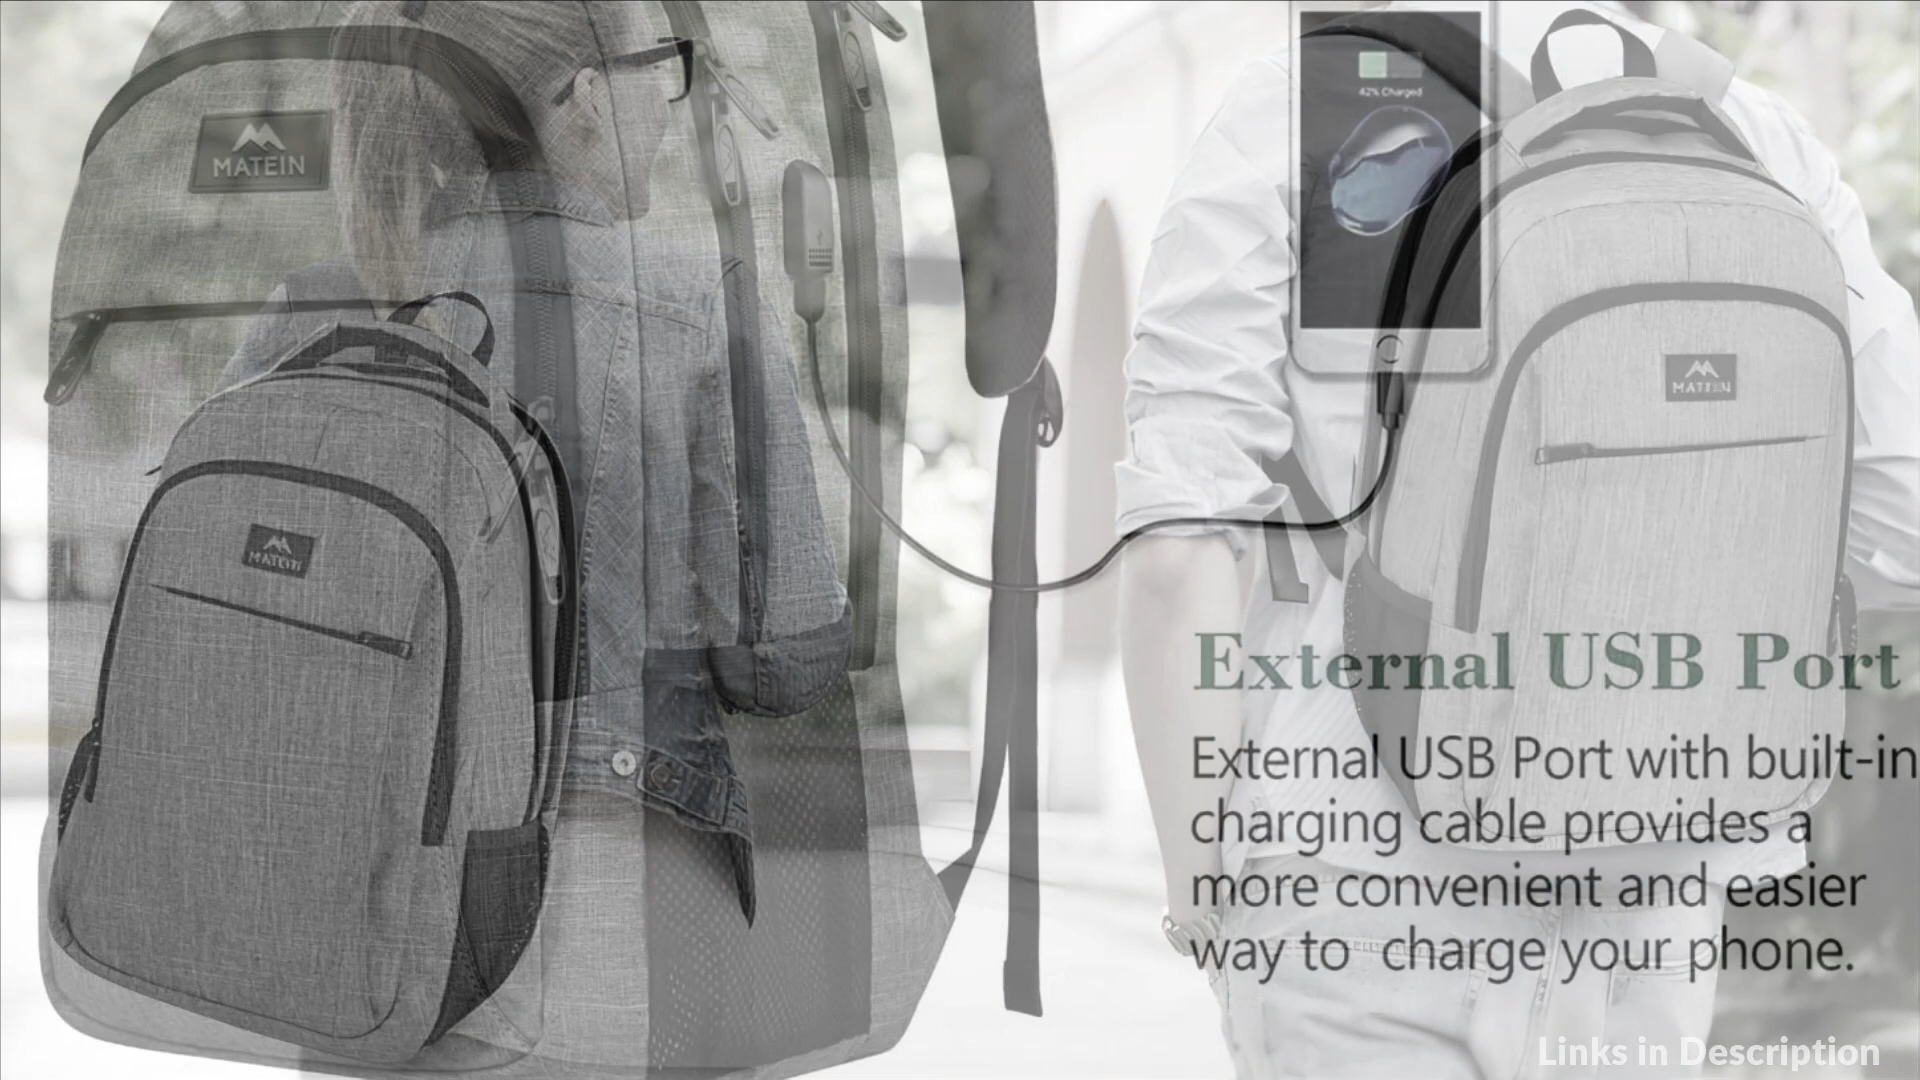 MATEIN
42% Charged
MATEIN
MATEIN
External USB Port
External USB Port with built-in
charging cable provides a
more convenient and easier
way to charge your phone.
Links in Description